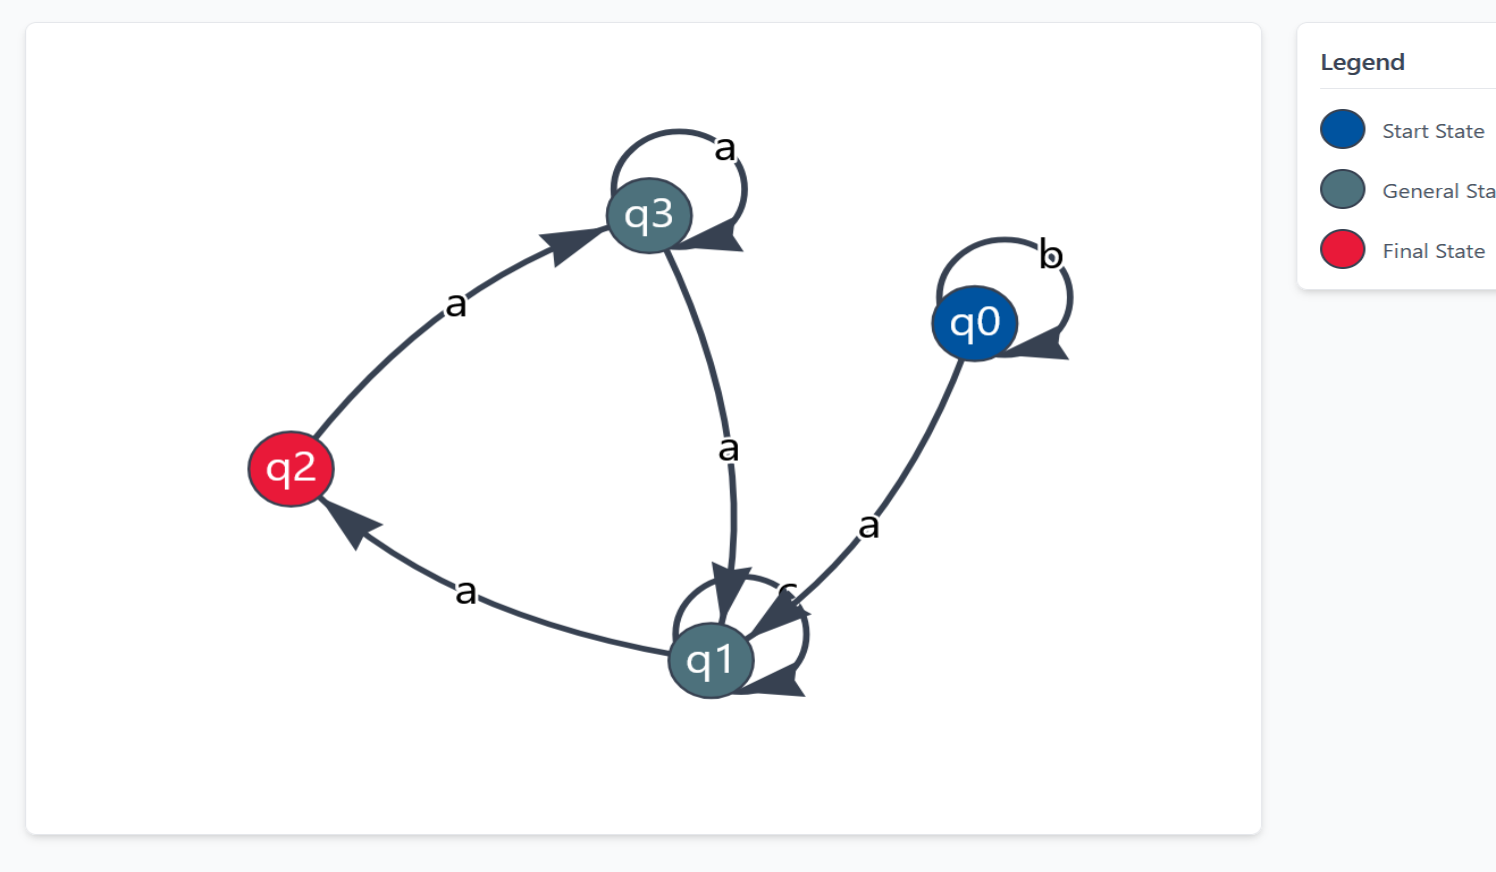 Legend
Start State
General Sta
Final State
a
q3
b
q0
a
a
q2
a
a
c
q1